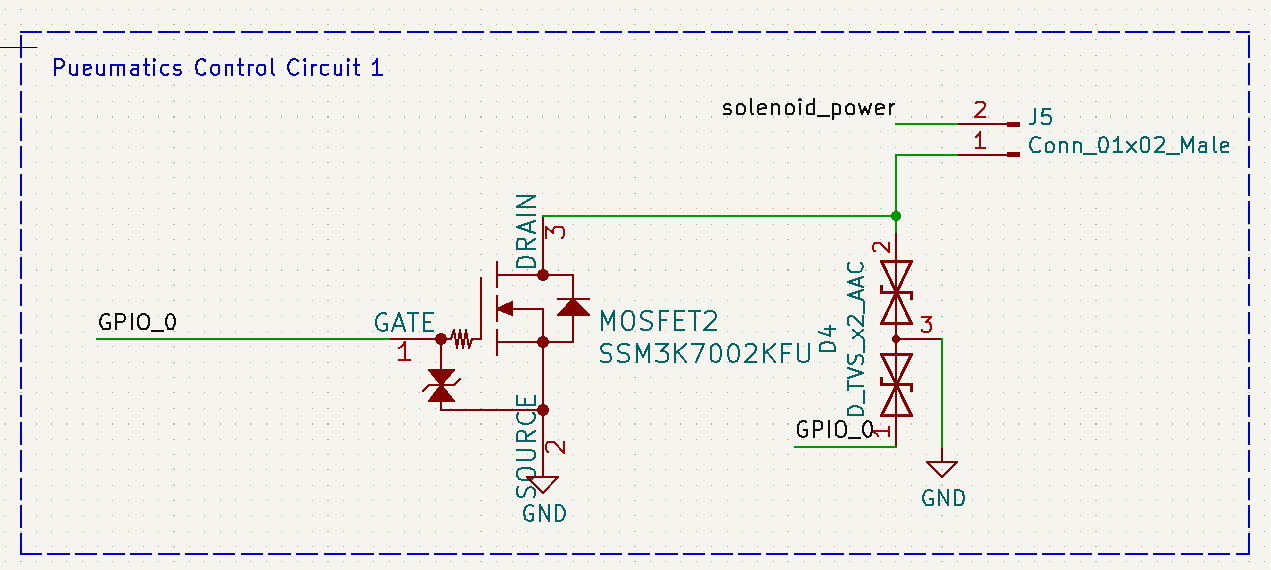 Pueumatics Control Circuit 1
solenoid_power
2
J5
1
Conn_01x02_Male
DRAIN
3
GPIO_0
GATE
1
MOSFET2
SSM3K7002KFU
SOURCE
2
GND
2
D4
D_TVS_x2_AAC
3
GPIO_0
1
GND